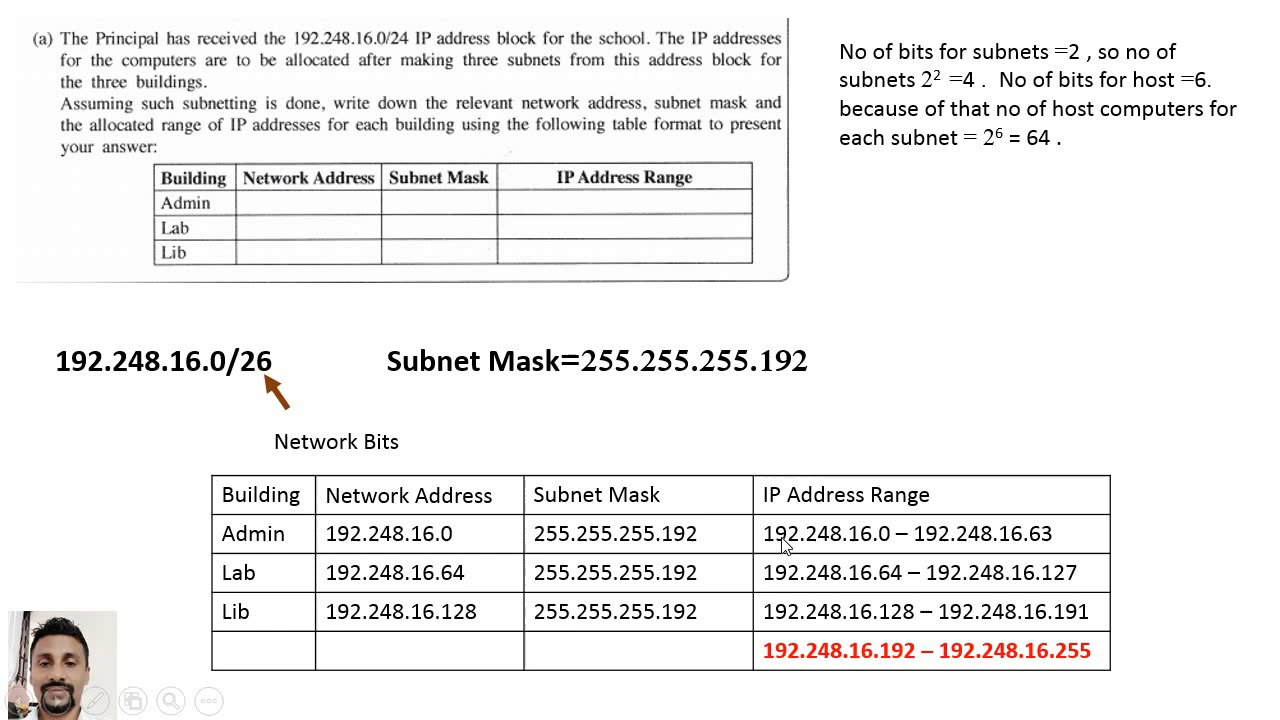 (a) The Principal has received the 192.248.16.0/24 IP address block for the school. The IP addresses
for the computers are to be allocated after making three subnets from this address block for
the three buildings.
Assuming such subnetting is done, write down the relevant network address, subnet mask and
the allocated range of IP addresses for each building using the following table format to present
your answer:
Building Network Address Subnet Mask IP Address Range
Admin
Lab
Lib
No of bits for subnets =2 , so no of
subnets 2² =4 . No of bits for host =6.
because of that no of host computers for
each subnet = 2⁶ = 64 .
192.248.16.0/26 Subnet Mask=255.255.255.192
Network Bits
Building Network Address Subnet Mask IP Address Range
Admin 192.248.16.0 255.255.255.192 192.248.16.0 – 192.248.16.63
Lab 192.248.16.64 255.255.255.192 192.248.16.64 – 192.248.16.127
Lib 192.248.16.128 255.255.255.192 192.248.16.128 – 192.248.16.191
192.248.16.192 – 192.248.16.255